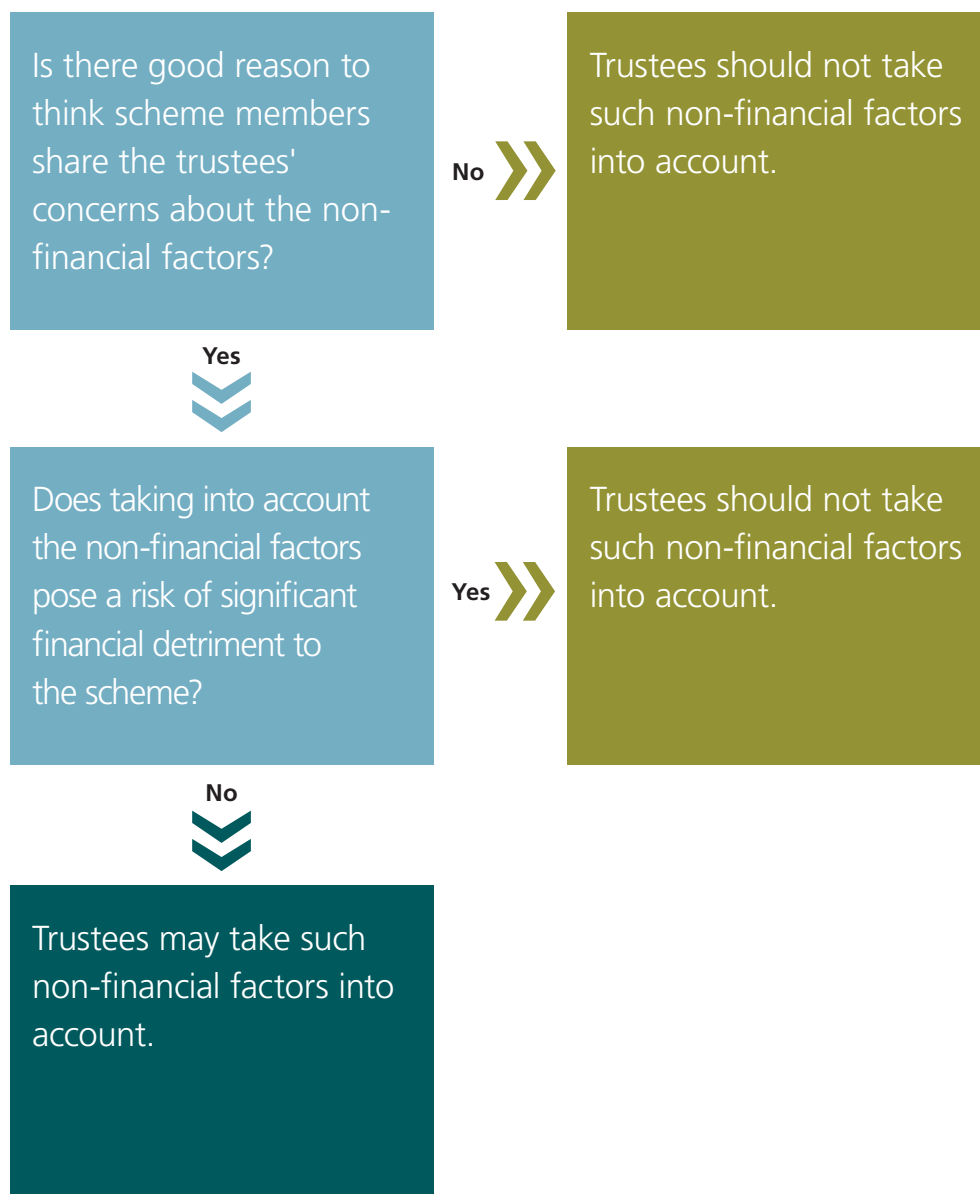 Is there good reason to
think scheme members
share the trustees'
concerns about the non-
financial factors?
No
Trustees should not take
such non-financial factors
into account.
Yes
Does taking into account
the non-financial factors
pose a risk of significant
financial detriment to
the scheme?
Yes
Trustees should not take
such non-financial factors
into account.
No
Trustees may take such
non-financial factors into
account.